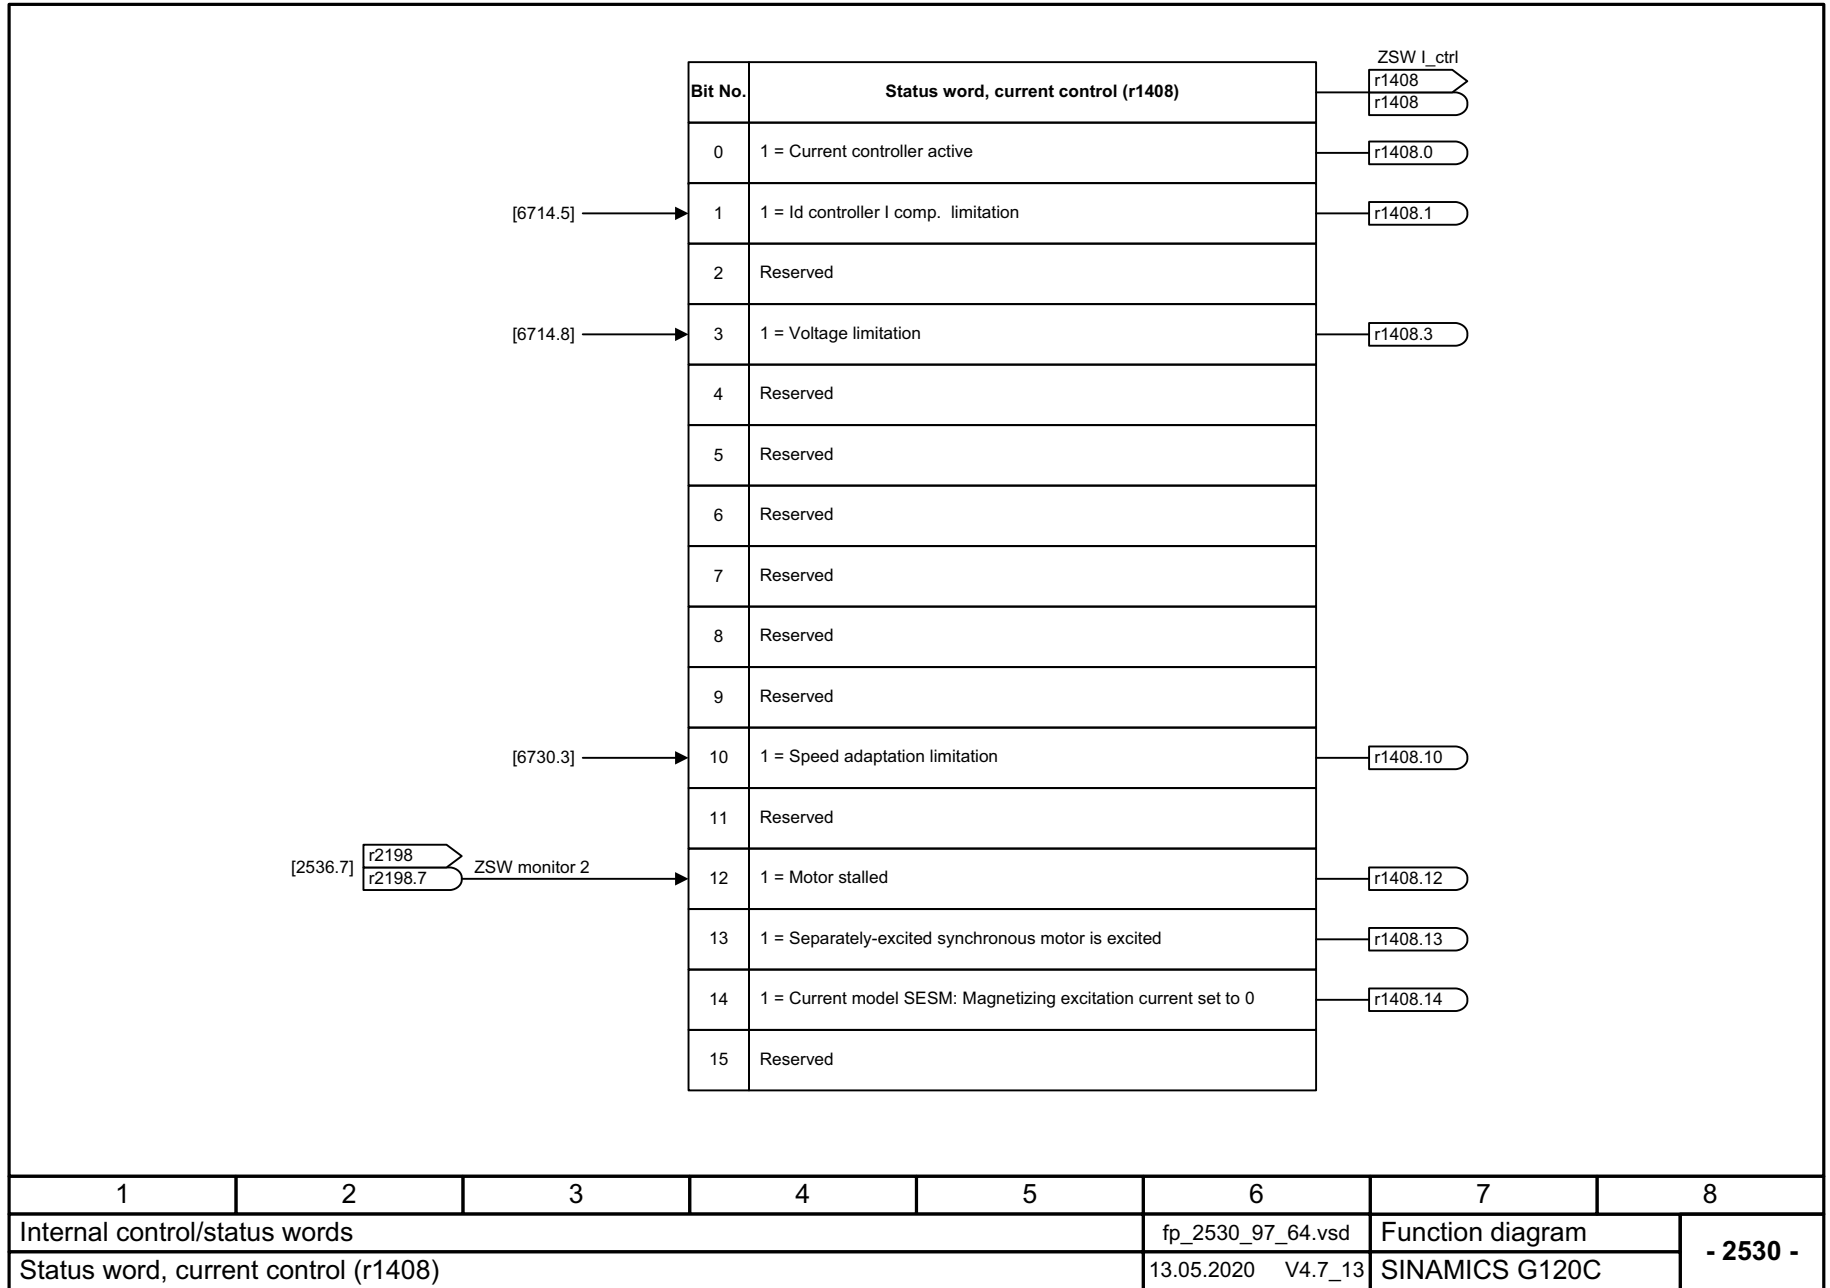 ZSW I_ctrl
Bit No. Status word, current control (r1408) r1408
r1408
0 1 = Current controller active r1408.0
[6714.5] 1 1 = Id controller I comp. limitation r1408.1
2 Reserved
[6714.8] 3 1 = Voltage limitation r1408.3
4 Reserved
5 Reserved
6 Reserved
7 Reserved
8 Reserved
9 Reserved
[6730.3] 10 1 = Speed adaptation limitation r1408.10
11 Reserved
r2198
[2536.7] r2198.7 ZSW monitor 2 12 1 = Motor stalled r1408.12
13 1 = Separately-excited synchronous motor is excited r1408.13
14 1 = Current model SESM: Magnetizing excitation current set to 0 r1408.14
15 Reserved
1 2 3 4 5 6 7 8
Internal control/status words fp_2530_97_64.vsd Function diagram - 2530 -
Status word, current control (r1408) 13.05.2020 V4.7_13 SINAMICS G120C